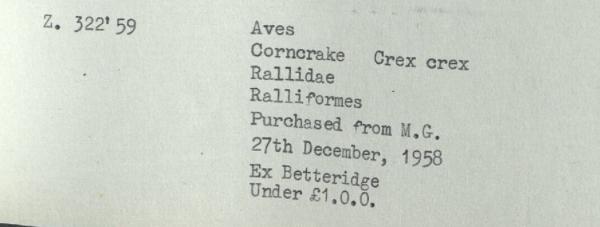 Z. 322'59
Aves
Corncrake Crex crex
Rallidae
Ralliformes
Purchased from M.G.
27th December, 1958
Ex Betteridge
Under £1.0.0.